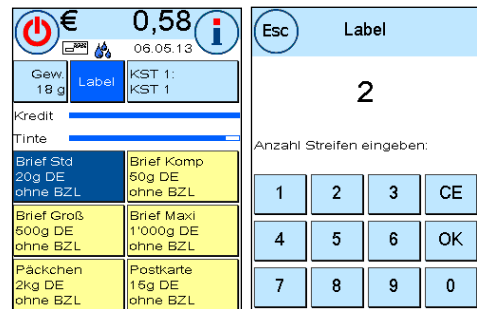 € 0,58
i
06.05.13
Gew.
18 g
Label
KST 1:
KST 1
Kredit
Tinte
Brief Std
20g DE
ohne BZL
Brief Komp
50g DE
ohne BZL
Brief Groß
500g DE
ohne BZL
Brief Maxi
1'000g DE
ohne BZL
Päckchen
2kg DE
ohne BZL
Postkarte
15g DE
ohne BZL
Esc
Label
2
Anzahl Streifen eingeben:
1 2 3 CE
4 5 6 OK
7 8 9 0